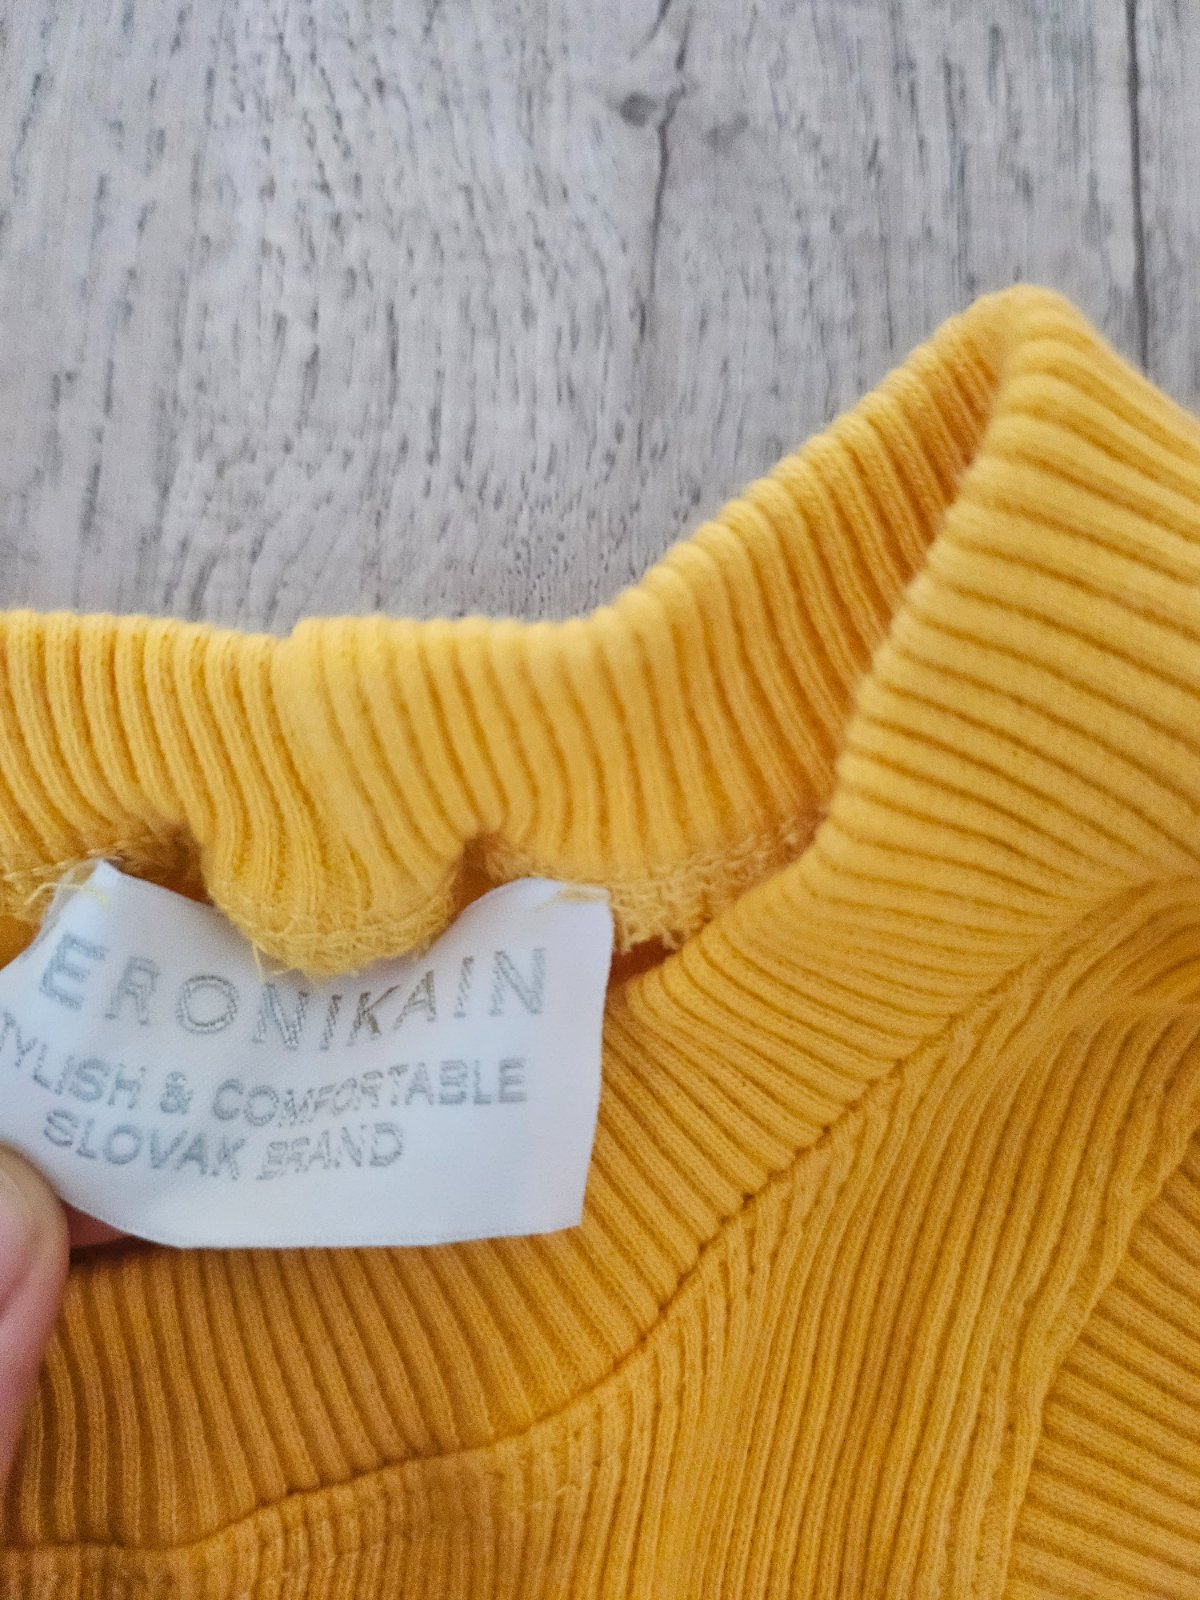 ERONIKAIN
TYLISH & COMFORTABLE
SLOVAK BRAND